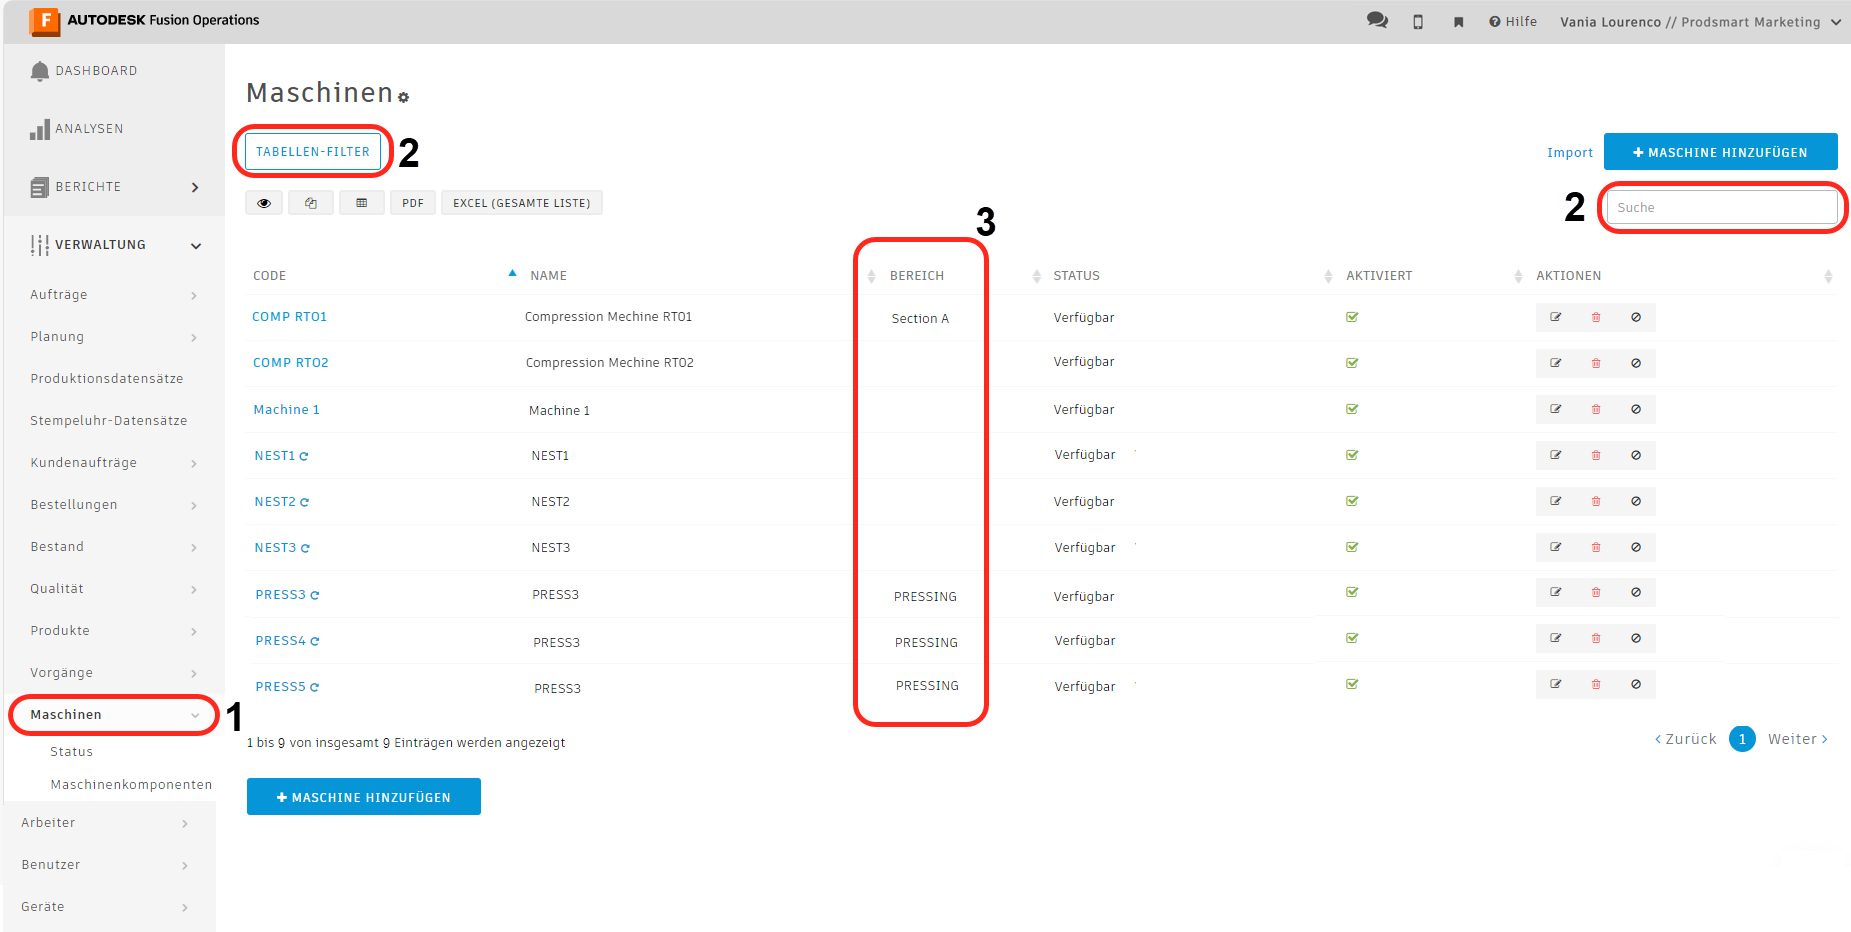 F AUTODESK Fusion Operations
Hilfe
Vania Lourenco // Prodsmart Marketing
DASHBOARD
ANALYSEN
BERICHTE
VERWALTUNG
Aufträge
Planung
Produktionsdatensätze
Stempeluhr-Datensätze
Kundenaufträge
Bestellungen
Bestand
Qualität
Produkte
Vorgänge
Maschinen
1
Status
Maschinenkomponenten
Arbeiter
Benutzer
Geräte
Maschinen
TABELLEN-FILTER
2
Import
MASCHINE HINZUFÜGEN
PDF
EXCEL (GESAMTE LISTE)
2
Suche
3
CODE NAME BEREICH STATUS AKTIVIERT AKTIONEN
COMP RT01 Compression Mechine RT01 Section A Verfügbar
COMP RT02 Compression Mechine RT02 Verfügbar
Machine 1 Machine 1 Verfügbar
NEST1 NEST1 Verfügbar
NEST2 NEST2 Verfügbar
NEST3 NEST3 Verfügbar
PRESS3 PRESS3 PRESSING Verfügbar
PRESS4 PRESS3 PRESSING Verfügbar
PRESS5 PRESS3 PRESSING Verfügbar
1 bis 9 von insgesamt 9 Einträgen werden angezeigt
< Zurück 1 Weiter >
MASCHINE HINZUFÜGEN